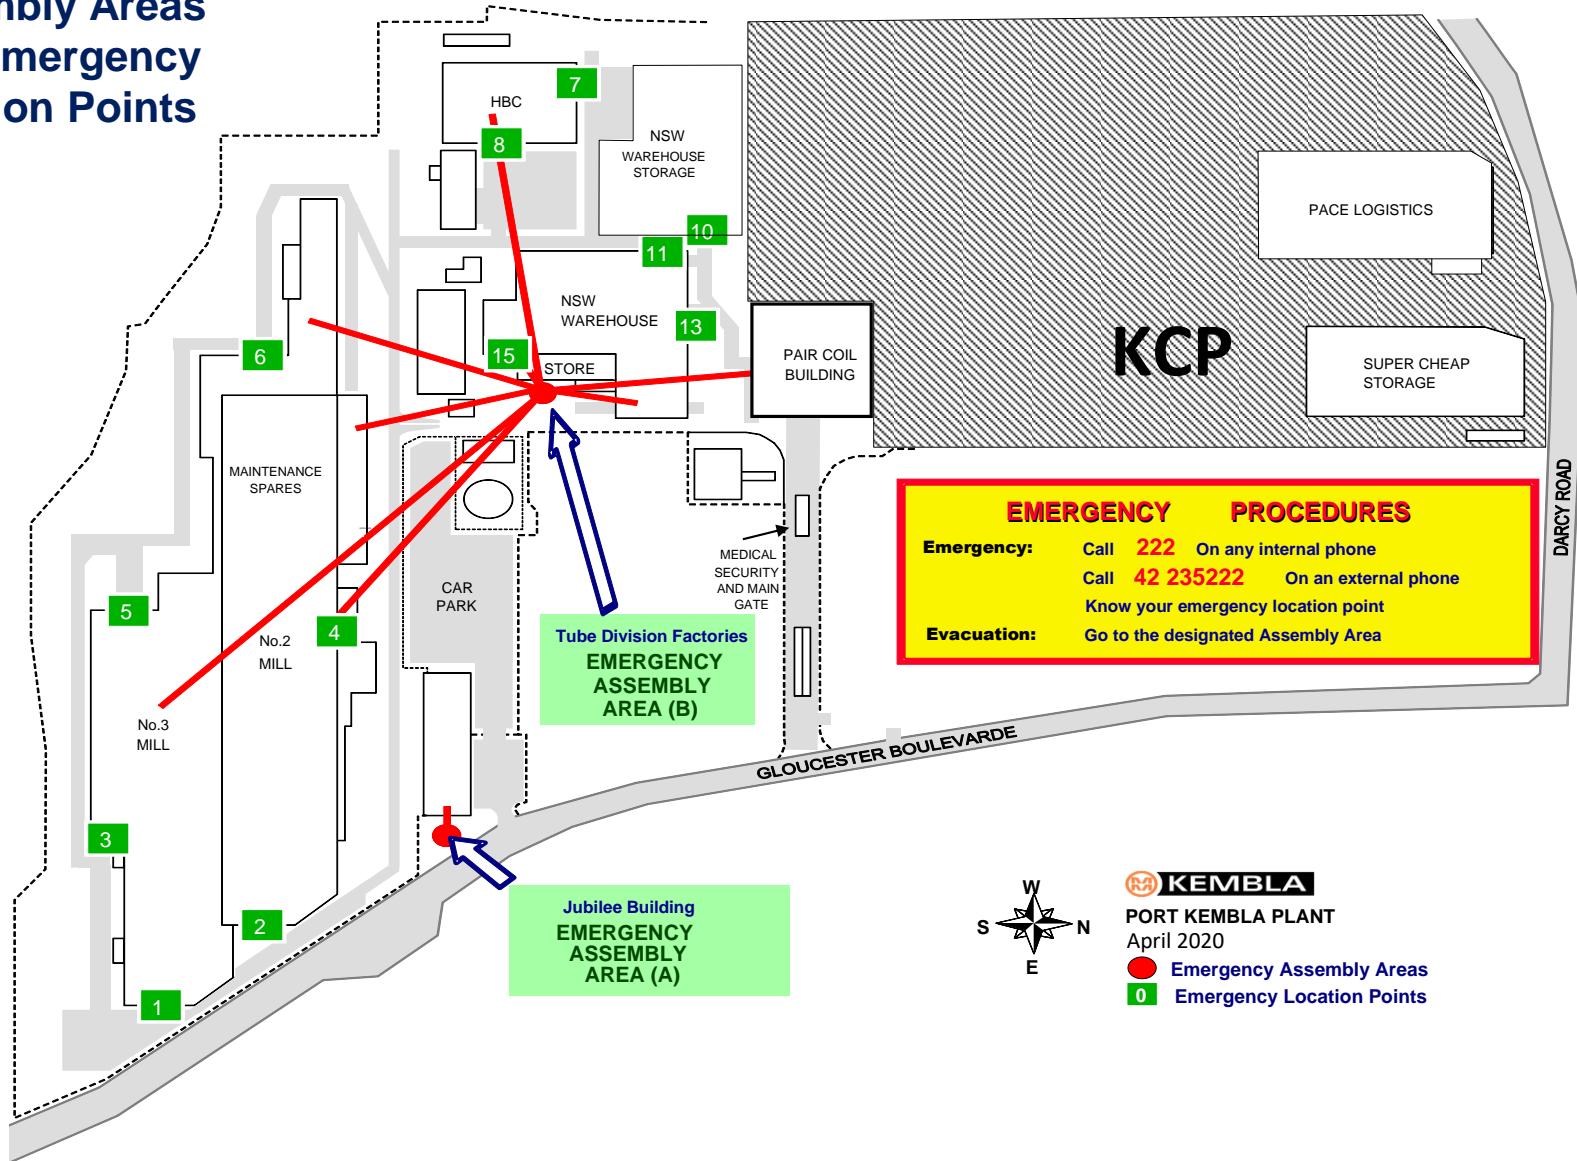 mbly Areas
mergency
on Points
7
HBC
8
NSW
WAREHOUSE
STORAGE
10
11
PACE LOGISTICS
NSW
WAREHOUSE
13
KCP
6
15
STORE
PAIR COIL
BUILDING
SUPER CHEAP
STORAGE
MAINTENANCE
SPARES
DARCY ROAD
EMERGENCY PROCEDURES
Emergency: Call 222 On any internal phone
Call 42 235222 On an external phone
Know your emergency location point
Evacuation: Go to the designated Assembly Area
MEDICAL
SECURITY
AND MAIN
GATE
CAR
PARK
5
4
No.2
MILL
Tube Division Factories
EMERGENCY
ASSEMBLY
AREA (B)
No.3
MILL
GLOUCESTER BOULEVARDE
3
2
1
Jubilee Building
EMERGENCY
ASSEMBLY
AREA (A)
W
S N
E
KEMBLA
PORT KEMBLA PLANT
April 2020
Emergency Assembly Areas
0 Emergency Location Points